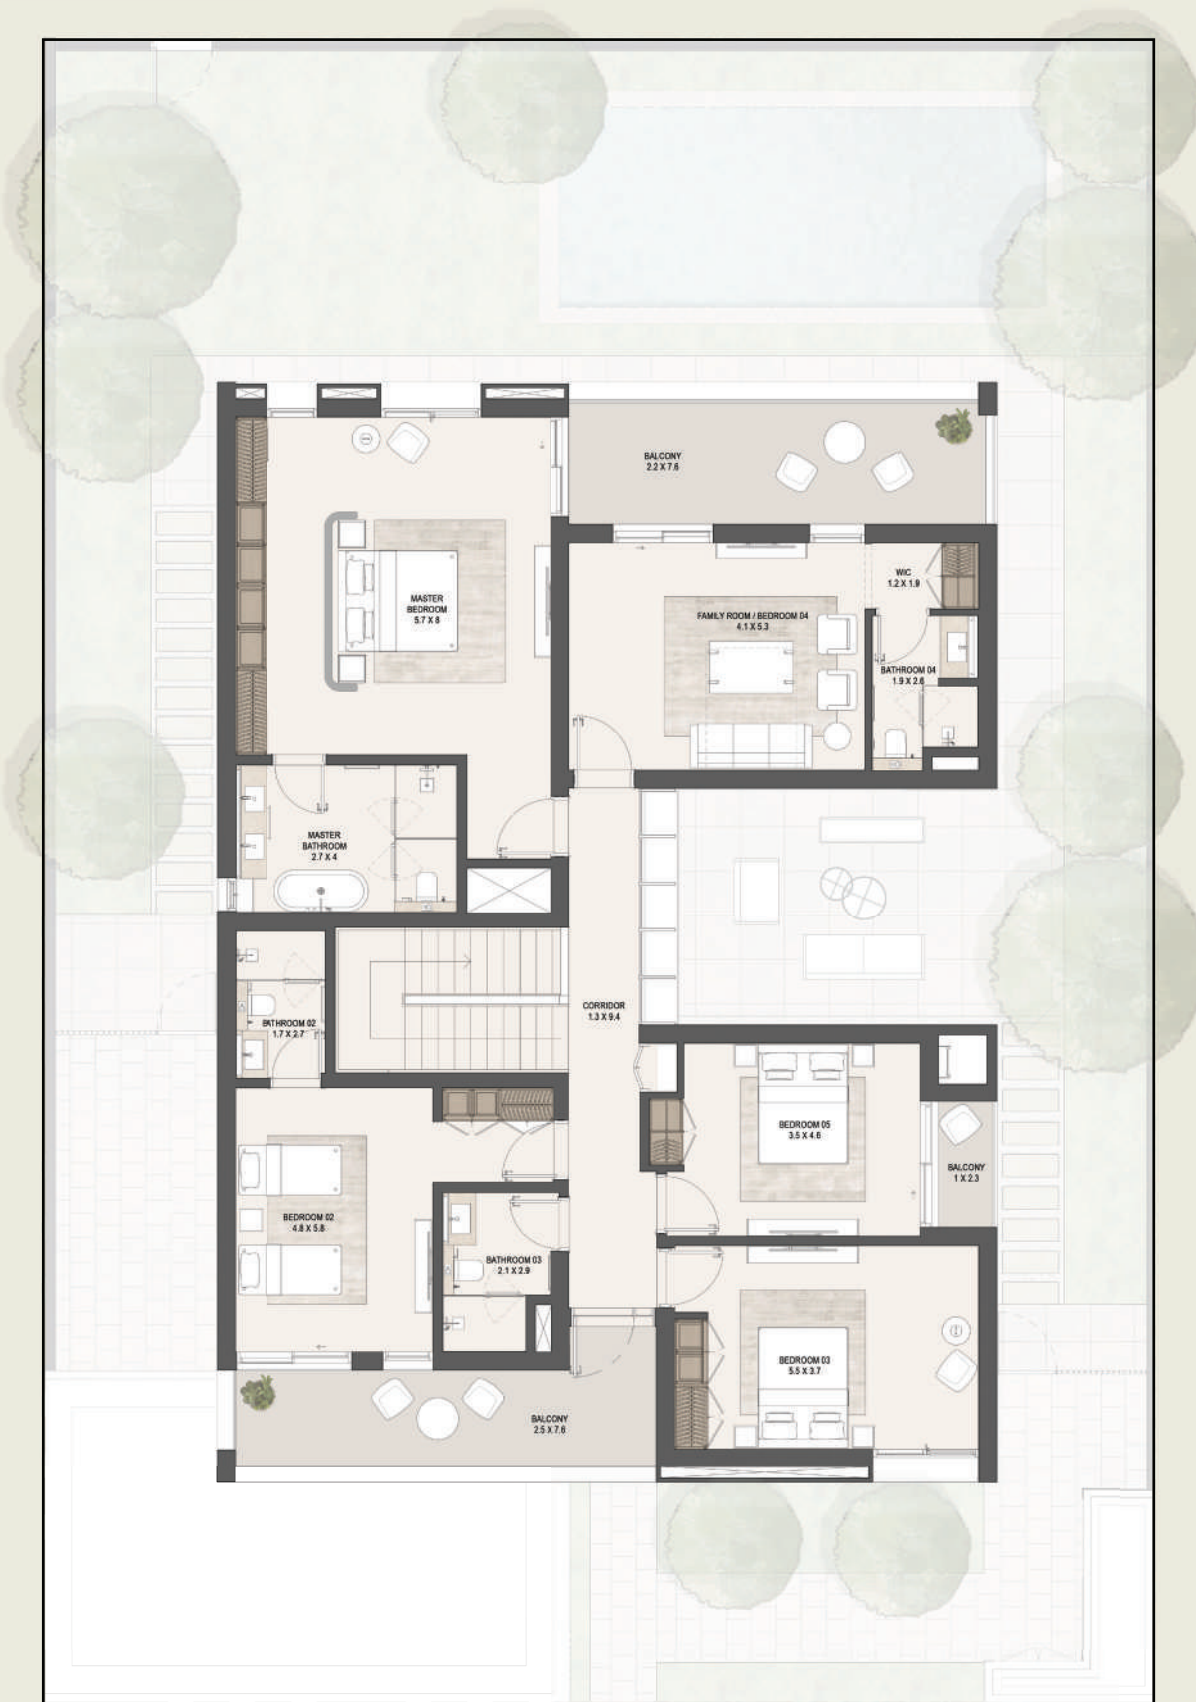 BALCONY
2.2 X 7.6
MASTER
BEDROOM
5.7 X 8
WIC
1.2 X 1.9
FAMILY ROOM / BEDROOM 04
4.1 X 5.3
BATHROOM 04
1.9 X 2.6
MASTER
BATHROOM
2.7 X 4
CORRIDOR
1.3 X 9.4
BATHROOM 02
1.7 X 2.7
BEDROOM 05
3.5 X 4.6
BALCONY
1 X 2.3
BEDROOM 02
4.8 X 5.8
BATHROOM 03
2.1 X 2.9
BEDROOM 03
5.5 X 3.7
BALCONY
2.5 X 7.6